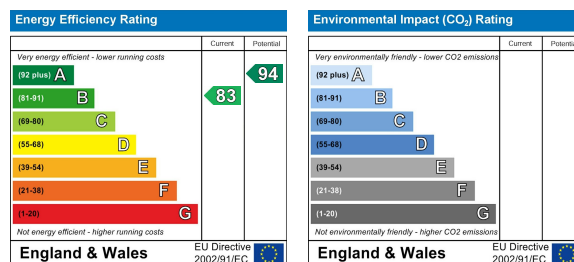 Energy Efficiency Rating
Current Potential
Very energy efficient - lower running costs
(92 plus) A
94
(81-91) B
83
(69-80) C
(55-68) D
(39-54) E
(21-38) F
(1-20) G
Not energy efficient - higher running costs
England & Wales
EU Directive
2002/91/EC
Environmental Impact (CO2) Rating
Current Potential
Very environmentally friendly - lower CO2 emissions
(92 plus) A
(81-91) B
(69-80) C
(55-68) D
(39-54) E
(21-38) F
(1-20) G
Not environmentally friendly - higher CO2 emissions
England & Wales
EU Directive
2002/91/EC